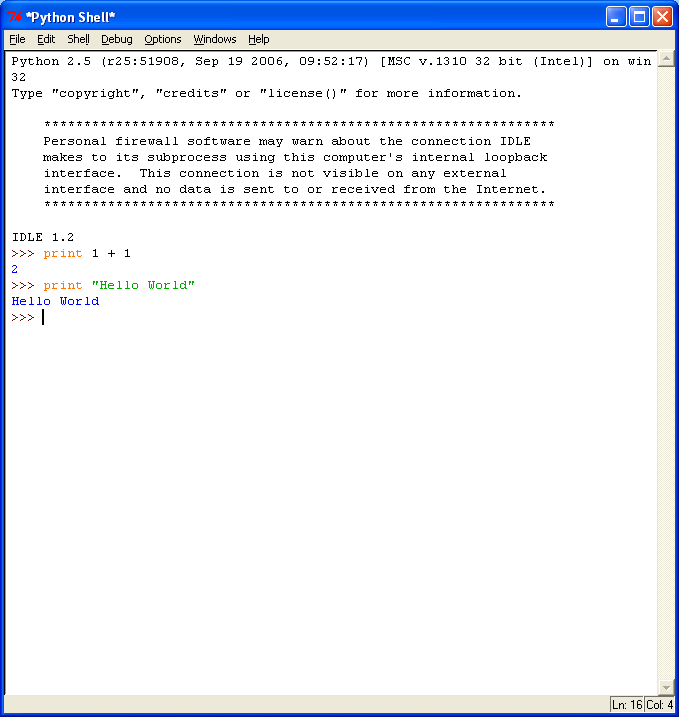 *Python Shell*
File Edit Shell Debug Options Windows Help
Python 2.5 (r25:51908, Sep 19 2006, 09:52:17) [MSC v.1310 32 bit (Intel)] on win
32
Type "copyright", "credits" or "license()" for more information.
****************************************************************
Personal firewall software may warn about the connection IDLE
makes to its subprocess using this computer's internal loopback
interface.  This connection is not visible on any external
interface and no data is sent to or received from the Internet.
****************************************************************
IDLE 1.2
>>> print 1 + 1
2
>>> print "Hello World"
Hello World
>>>
Ln: 16 Col: 4